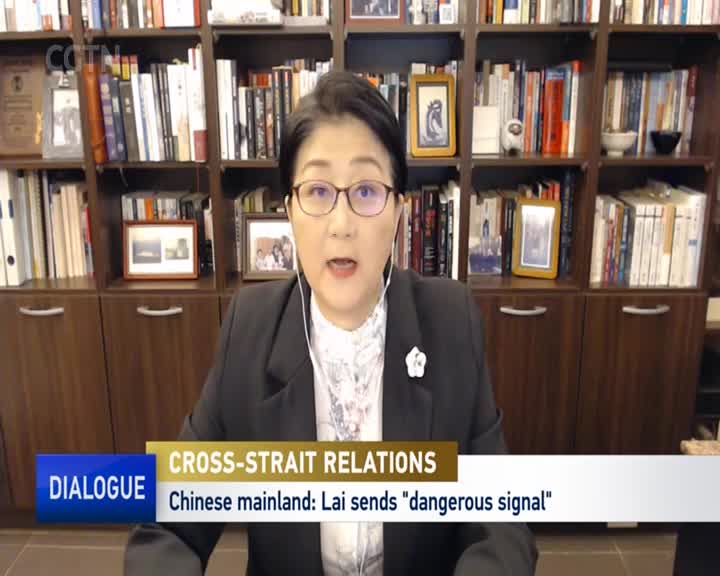 CGTN
CROSS-STRAIT RELATIONS
DIALOGUE
Chinese mainland: Lai sends "dangerous signal"